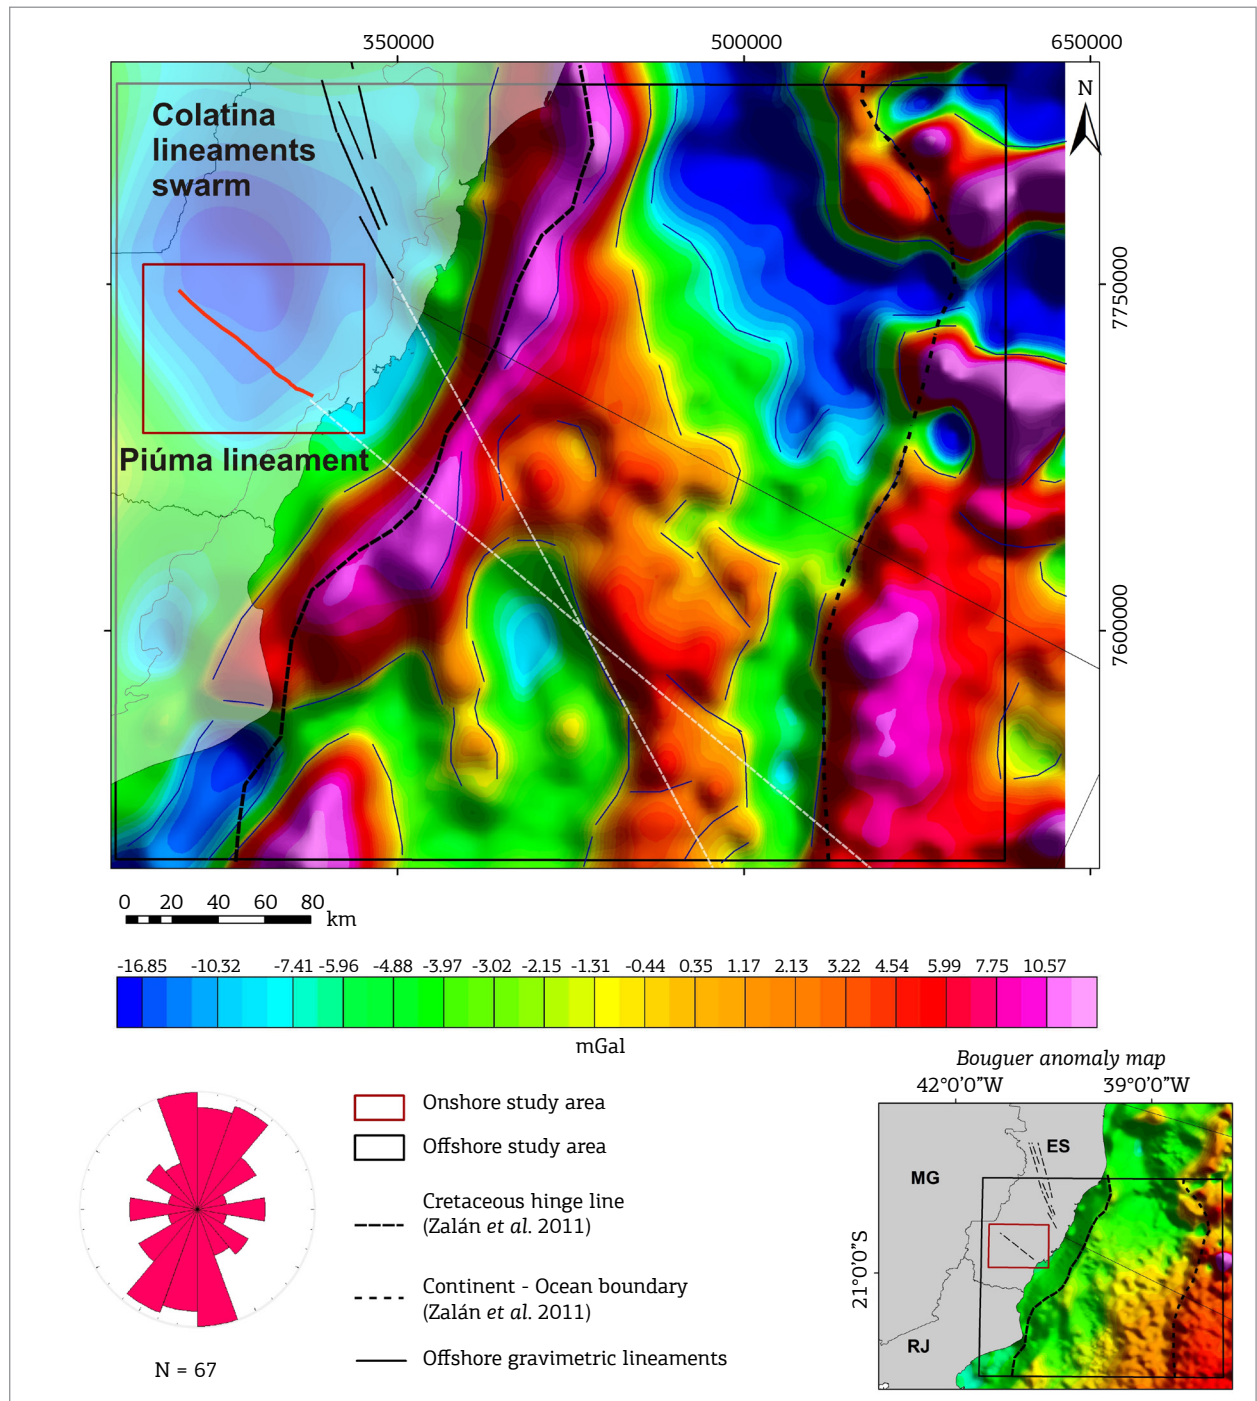 350000 500000 650000
N
Colatina
lineaments
swarm
7750000
Piúma lineament
7600000
0 20 40 60 80
km
-16.85 -10.32 -7.41 -5.96 -4.88 -3.97 -3.02 -2.15 -1.51 -0.44 0.55 1.17 2.13 3.22 4.54 5.99 7.75 10.57
mGal
Bouguer anomaly map
42°0'0"W 39°0'0"W
Onshore study area
Offshore study area
Cretaceous hinge line
(Zalán et al. 2011)
Continent - Ocean boundary
(Zalán et al. 2011)
Offshore gravimetric lineaments
N = 67
ES
MG
21°0'0"S
RJ